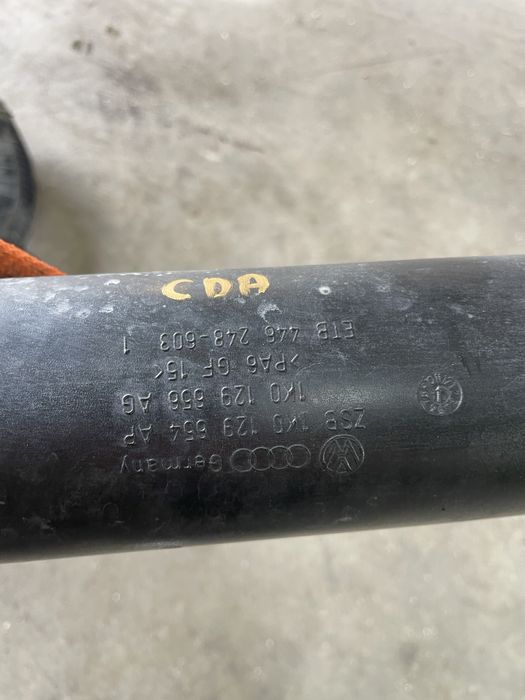 CDA
Germany
ZSB 1K0 129 654 AP
1K0 129 656 AG
>PA6 GF 15<
ETB 446 248-603 1